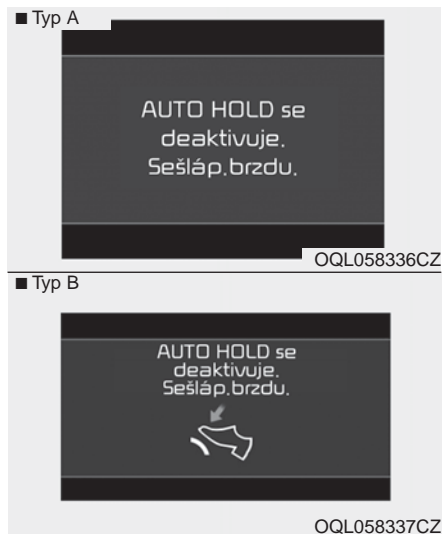 ■ Typ A
AUTO HOLD se
deaktivuje.
Sešláp.brzdu.
OQL058336CZ
■ Typ B
AUTO HOLD se
deaktivuje.
Sešláp.brzdu.
OQL058337CZ